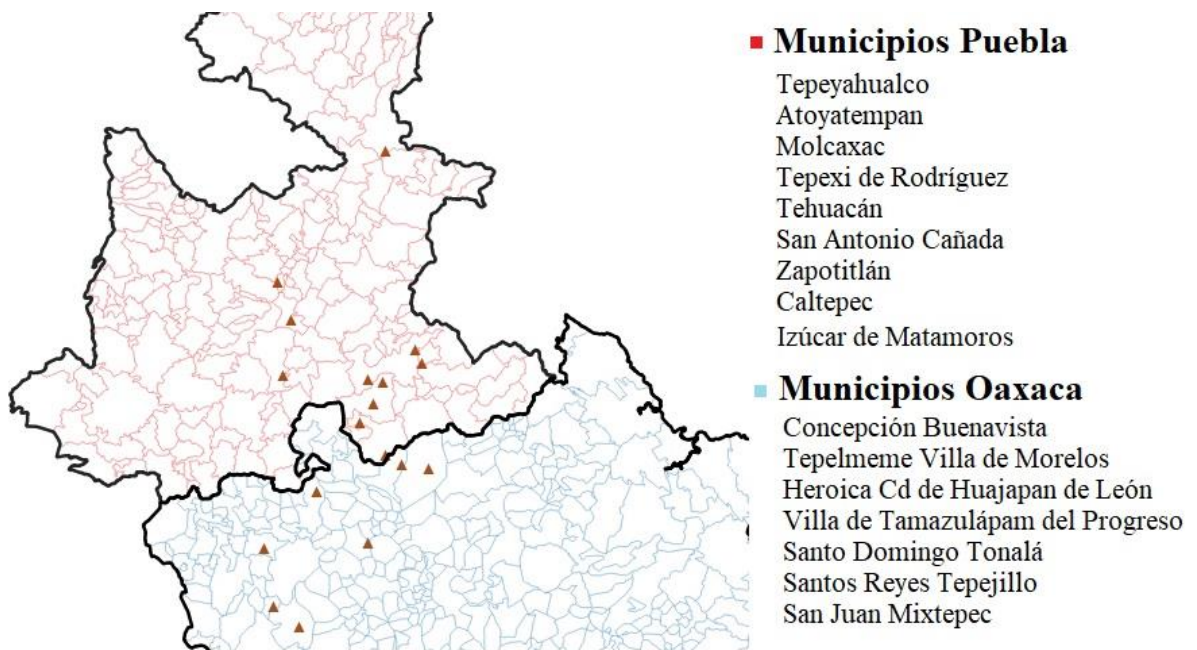 Municipios Puebla
Tepeyahualco
Atoyatempan
Molcaxac
Tepexi de Rodríguez
Tehuacán
San Antonio Cañada
Zapotitlán
Caltepec
Izúcar de Matamoros
Municipios Oaxaca
Concepción Buenavista
Tepelmeme Villa de Morelos
Heroica Cd de Huajapan de León
Villa de Tamazulápam del Progreso
Santo Domingo Tonalá
Santos Reyes Tepejillo
San Juan Mixtepec